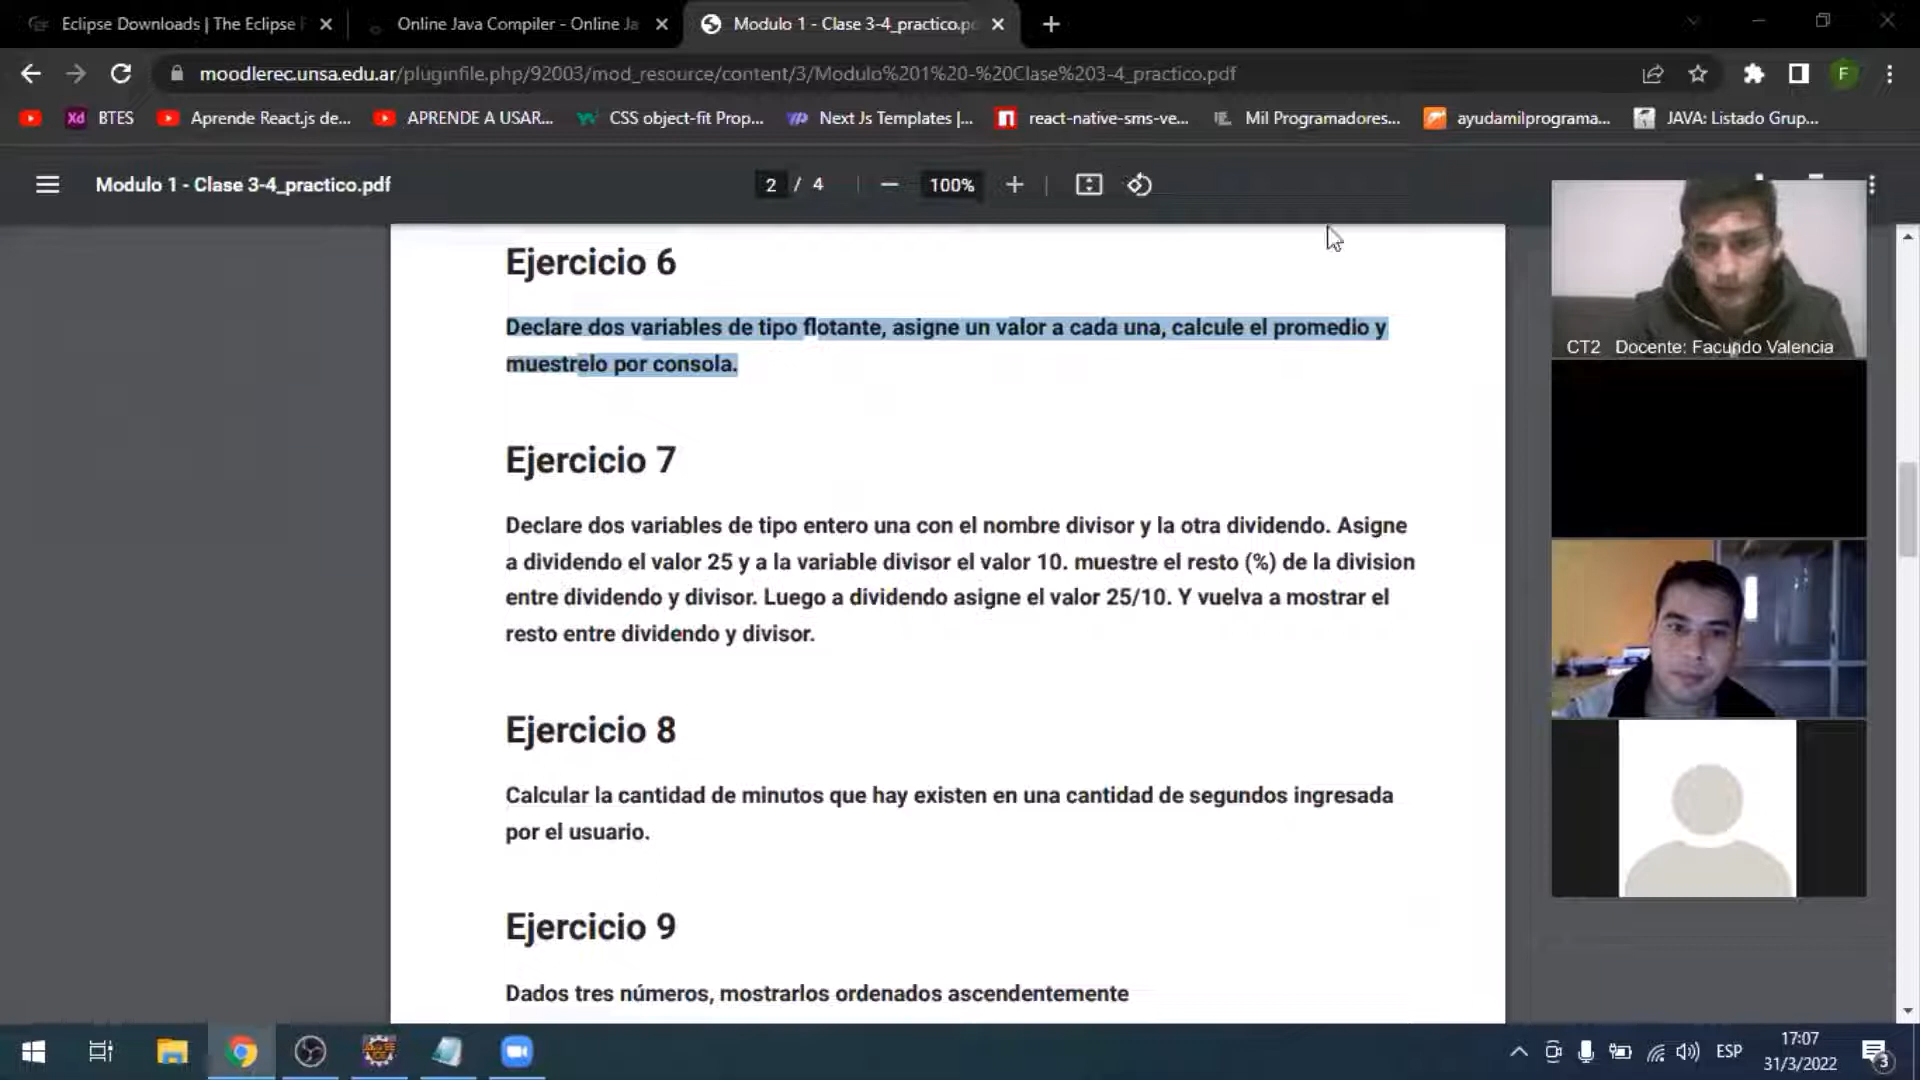 Eclipse Downloads | The Eclipse F
Online Java Compiler - Online Ja
Modulo 1 - Clase 3-4_practico.pd
moodlerec.unsa.edu.ar/pluginfile.php/92003/mod_resource/content/3/Modulo%201%20-%20Clase%203-4_practico.pdf
F
Xd BTES
Aprende React.js de...
APRENDE A USAR...
CSS object-fit Prop...
Next Js Templates |...
react-native-sms-ve...
Mil Programadores...
ayudamilprograma...
JAVA: Listado Grup...
Modulo 1 - Clase 3-4_practico.pdf
2 / 4
100%
Ejercicio 6
Declare dos variables de tipo flotante, asigne un valor a cada una, calcule el promedio y
muestrelo por consola.
Ejercicio 7
Declare dos variables de tipo entero una con el nombre divisor y la otra dividendo. Asigne
a dividendo el valor 25 y a la variable divisor el valor 10. muestre el resto (%) de la division
entre dividendo y divisor. Luego a dividendo asigne el valor 25/10. Y vuelva a mostrar el
resto entre dividendo y divisor.
Ejercicio 8
Calcular la cantidad de minutos que hay existen en una cantidad de segundos ingresada
por el usuario.
Ejercicio 9
Dados tres números, mostrarlos ordenados ascendentemente
CT2 Docente: Facundo Valencia
ESP
17:07
31/3/2022
3